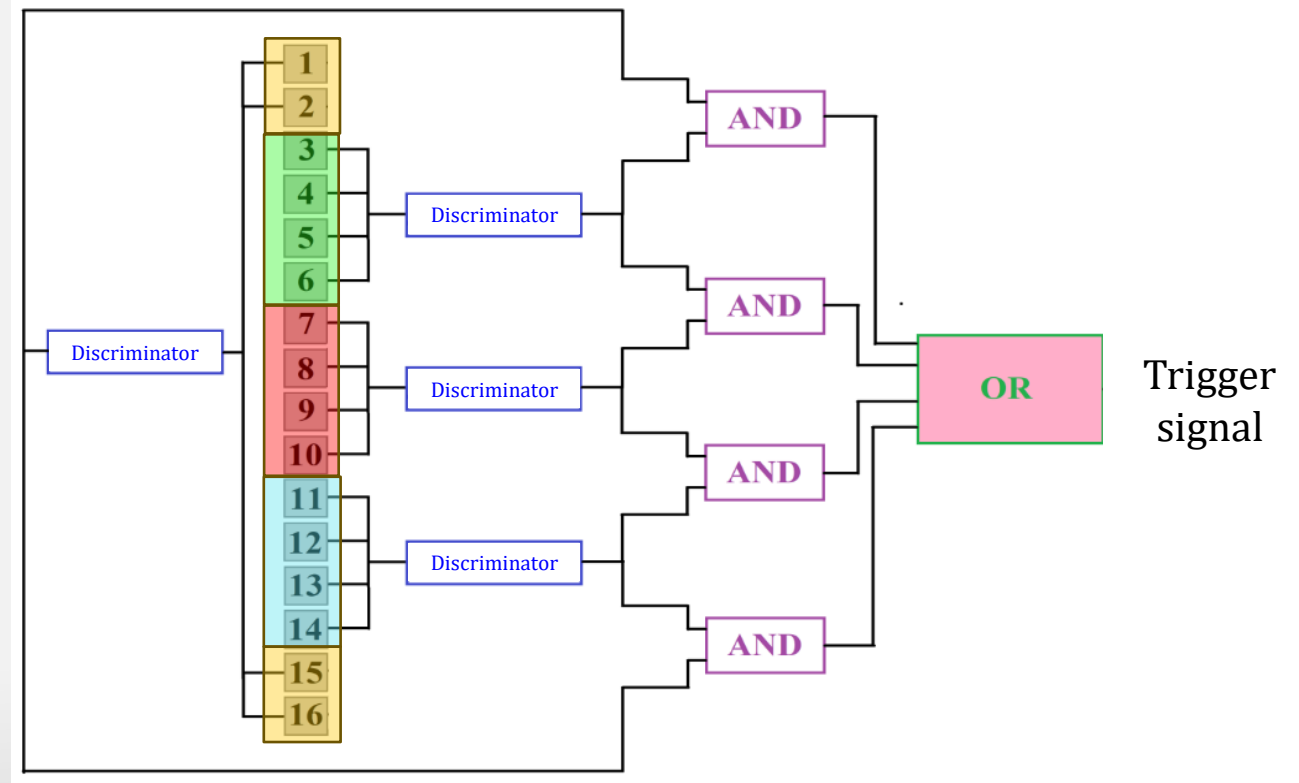 1
2
3
4
5
6
7
8
9
10
11
12
13
14
15
16
Discriminator
Discriminator
Discriminator
Discriminator
AND
AND
AND
AND
OR
Trigger
signal